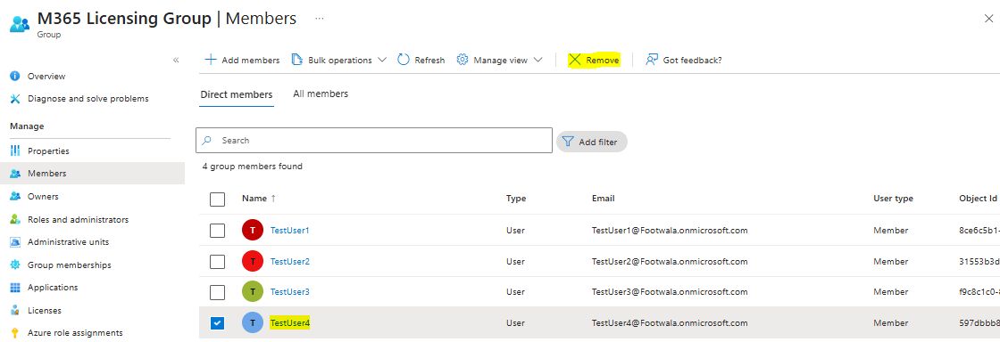 M365 Licensing Group | Members ...
Group
×
«
Overview
Diagnose and solve problems
Manage
Properties
Members
Owners
Roles and administrators
Administrative units
Group memberships
Applications
Licenses
Azure role assignments
Add members Bulk operations Refresh Manage view Remove Got feedback?
Direct members All members
Search Add filter
4 group members found
Name ↑ Type Email User type Object Id
T TestUser1 User TestUser1@Footwala.onmicrosoft.com Member 8ce6c5b1-
T TestUser2 User TestUser2@Footwala.onmicrosoft.com Member 31553b3d
T TestUser3 User TestUser3@Footwala.onmicrosoft.com Member f9c8c1c0-8
T TestUser4 User TestUser4@Footwala.onmicrosoft.com Member 597dbbb8